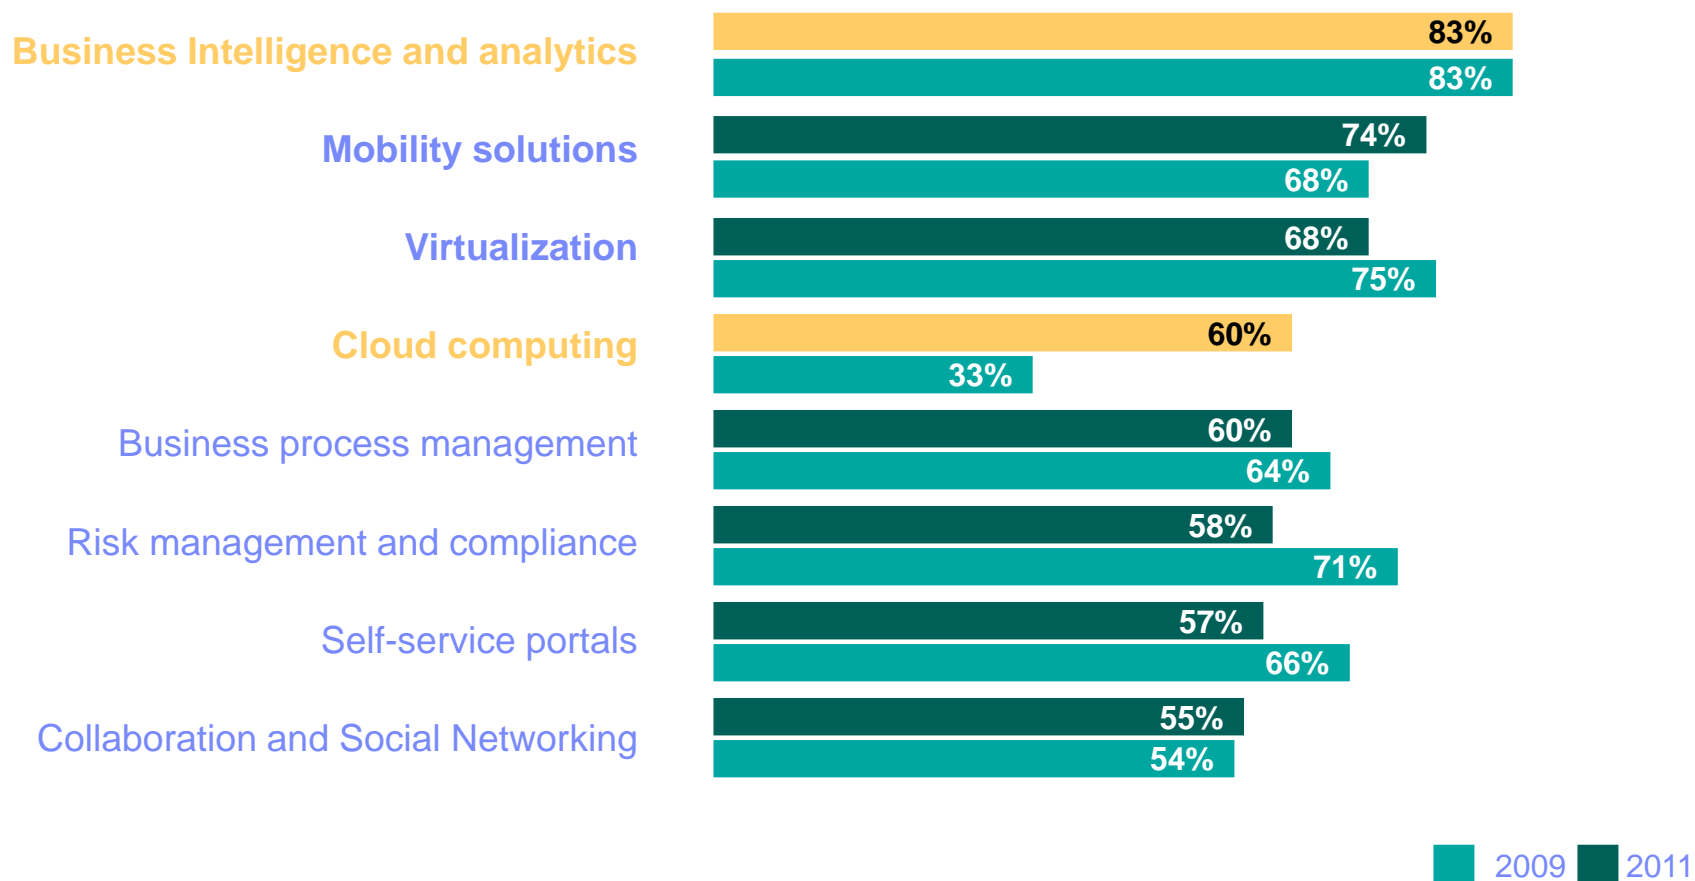 Business Intelligence and analytics
83%
83%
Mobility solutions
74%
68%
Virtualization
68%
75%
Cloud computing
60%
33%
Business process management
60%
64%
Risk management and compliance
58%
71%
Self-service portals
57%
66%
Collaboration and Social Networking
55%
54%
2009 2011